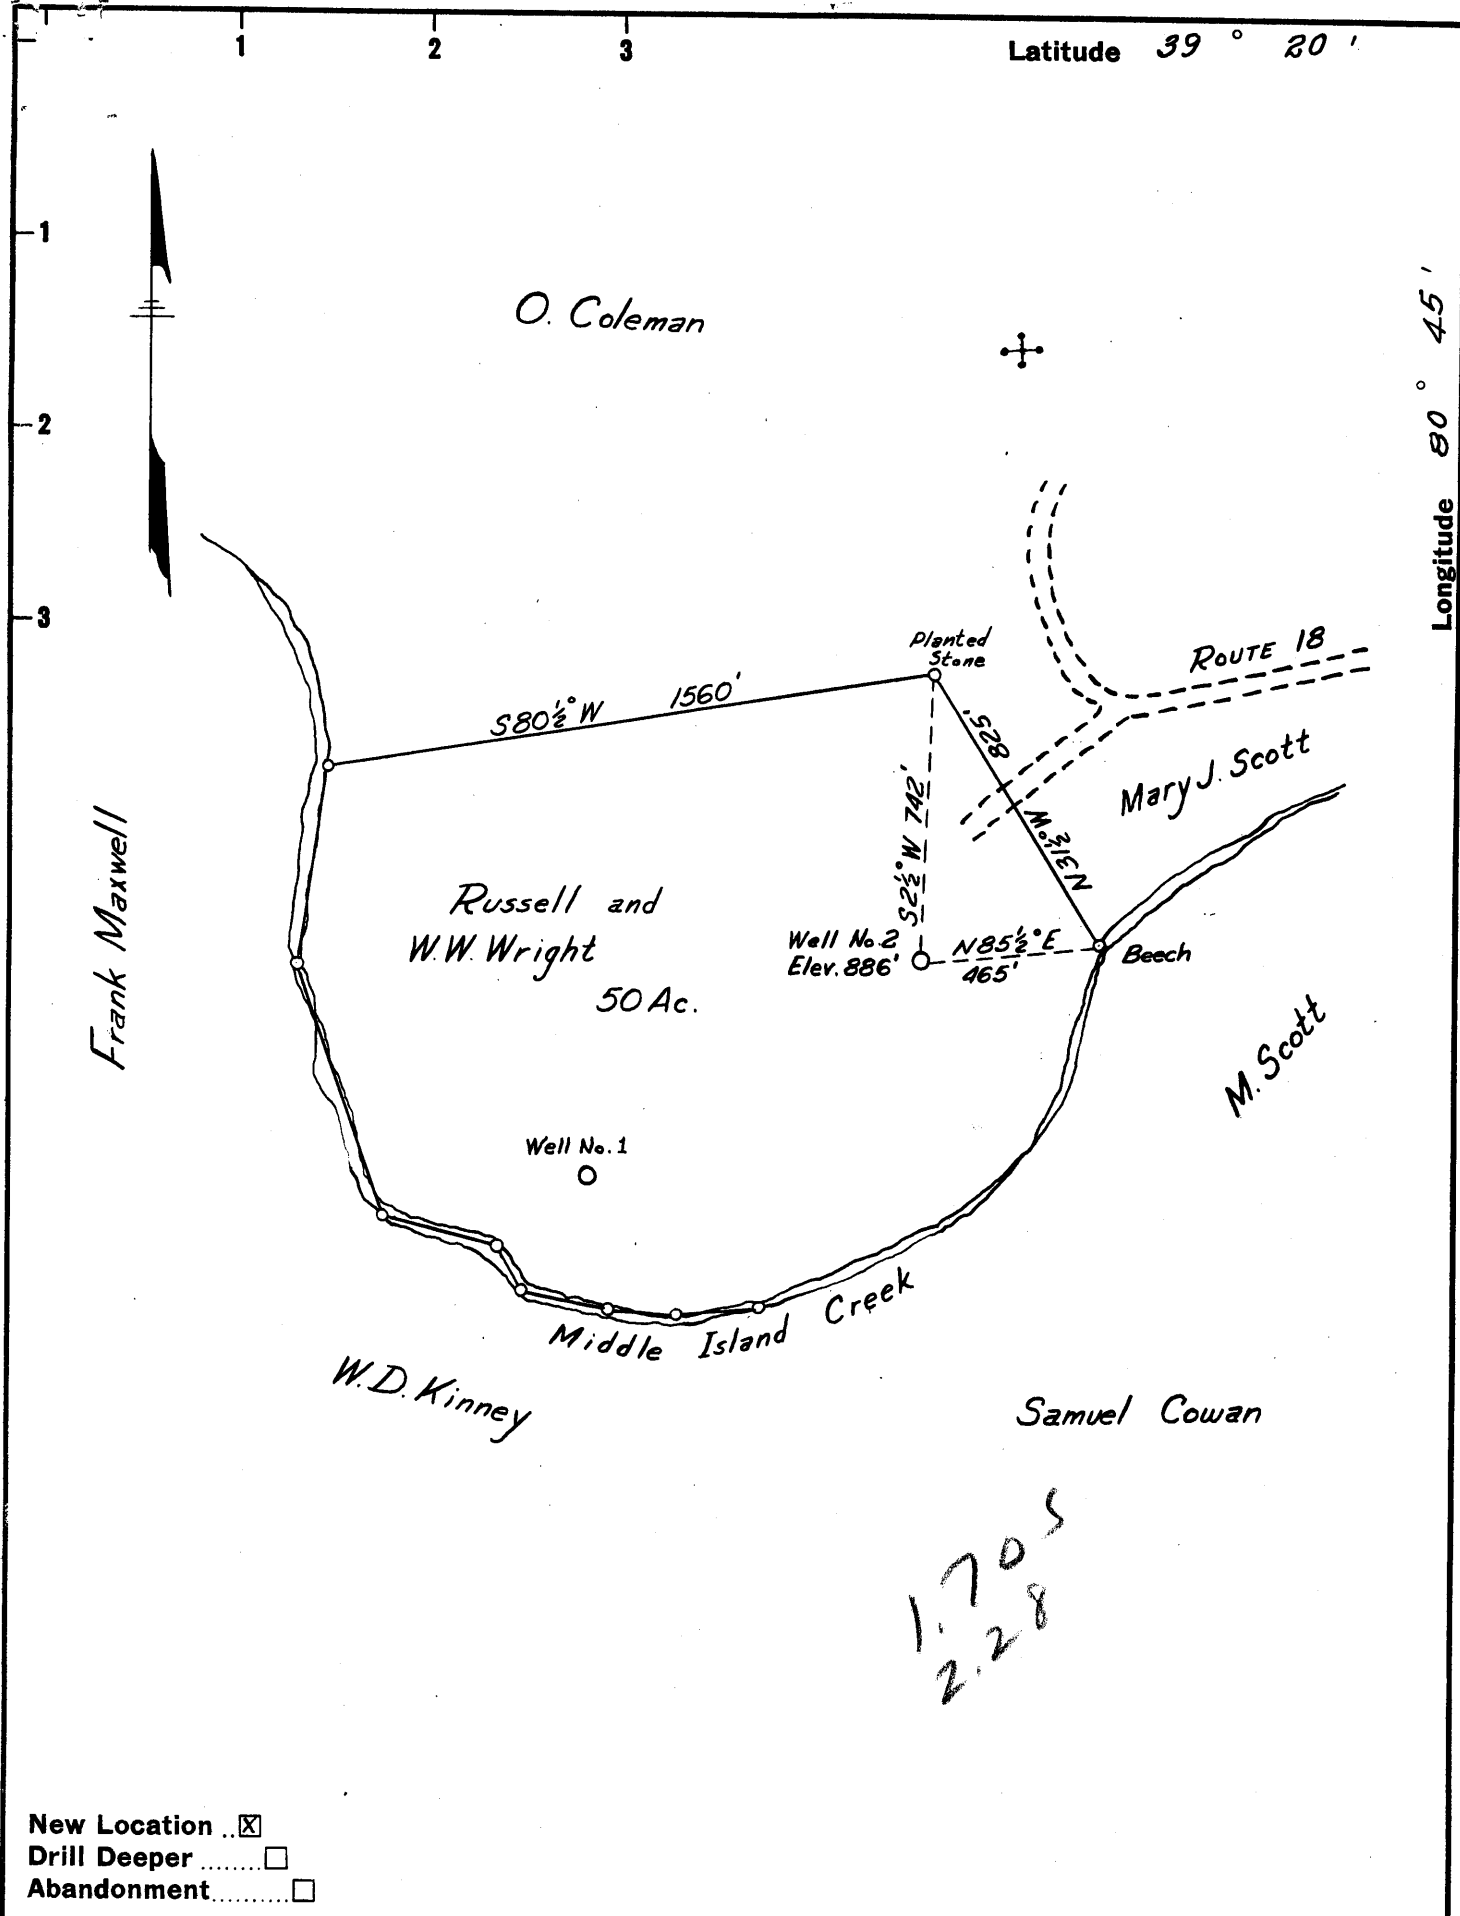 1 2 3
Latitude 39° 20'
Longitude 80° 45'
1
2
3
O. Coleman
Planted
Stone
ROUTE 18
S80½°W 1560'
825'
N31½°W
Mary J. Scott
S2½°W 742'
Frank Maxwell
Russell and
W.W. Wright
50 Ac.
Well No.2
Elev. 886'
N85½°E
465'
Beech
M. Scott
Well No. 1
Middle Island Creek
W.D. Kinney
Samuel Cowan
1.70 S
2.28
New Location ..☒
Drill Deeper ........☐
Abandonment..........☐